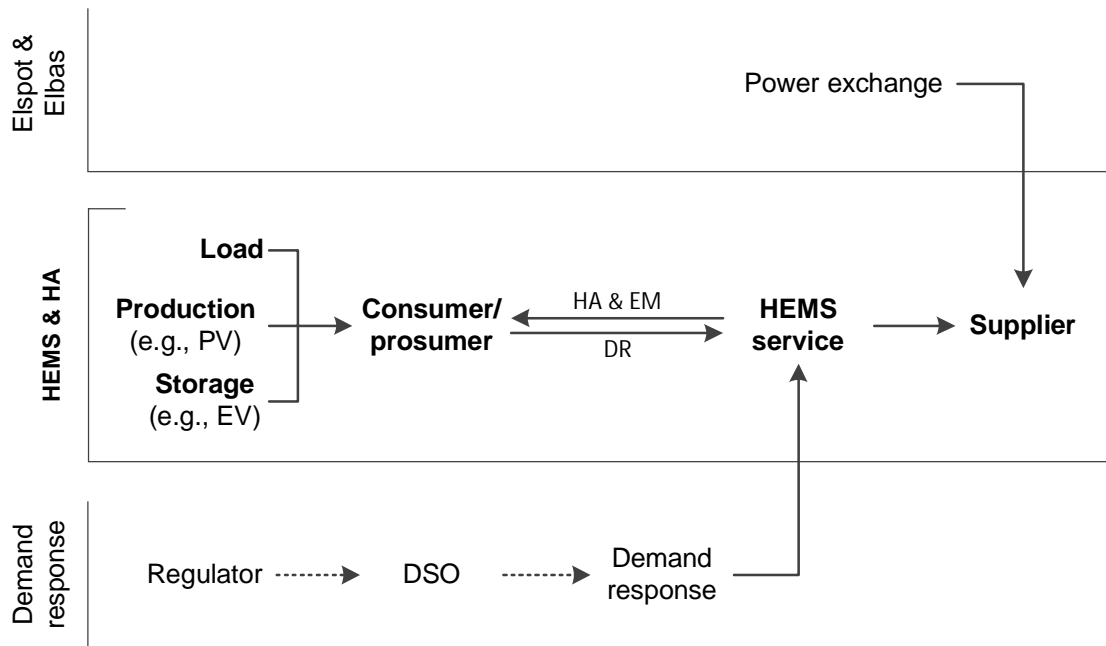 Elspot &
Elbas
Power exchange
HEMS & HA
Load
Production
(e.g., PV)
Storage
(e.g., EV)
Consumer/
prosumer
HA & EM
DR
HEMS
service
Supplier
Demand
response
Regulator
DSO
Demand
response